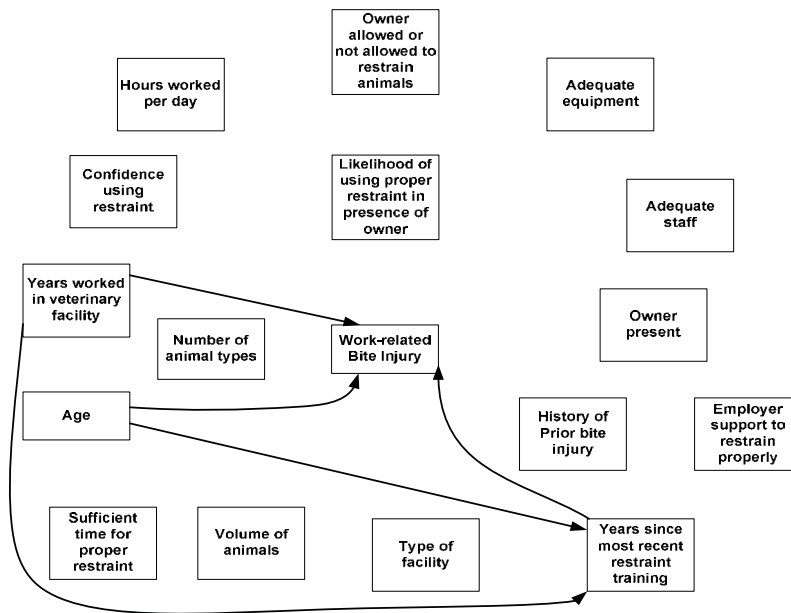 Owner
allowed or
not allowed to
restrain
animals
Hours worked
per day
Adequate
equipment
Confidence
using
restraint
Likelihood of
using proper
restraint in
presence of
owner
Adequate
staff
Years worked
in veterinary
facility
Owner
present
Number of
animal types
Work-related
Bite Injury
Age
History of
Prior bite
injury
Employer
support to
restrain
properly
Sufficient
time for
proper
restraint
Volume of
animals
Type of
facility
Years since
most recent
restraint
training